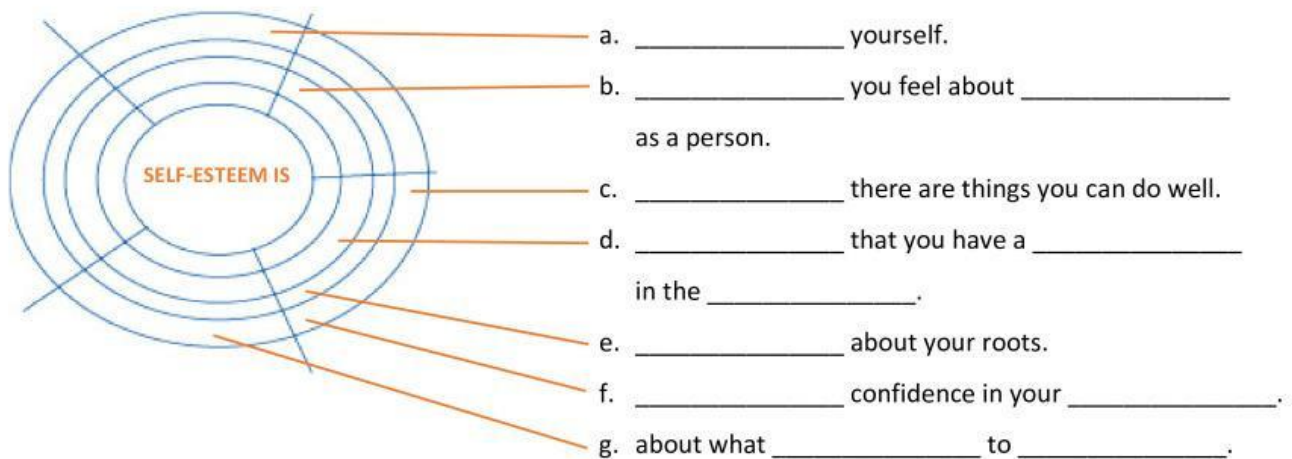 SELF-ESTEEM IS
a. _______________ yourself.
b. _______________ you feel about _______________
as a person.
c. _______________ there are things you can do well.
d. _______________ that you have a _______________
in the _______________.
e. _______________ about your roots.
f. _______________ confidence in your _______________.
g. about what _______________ to _______________.